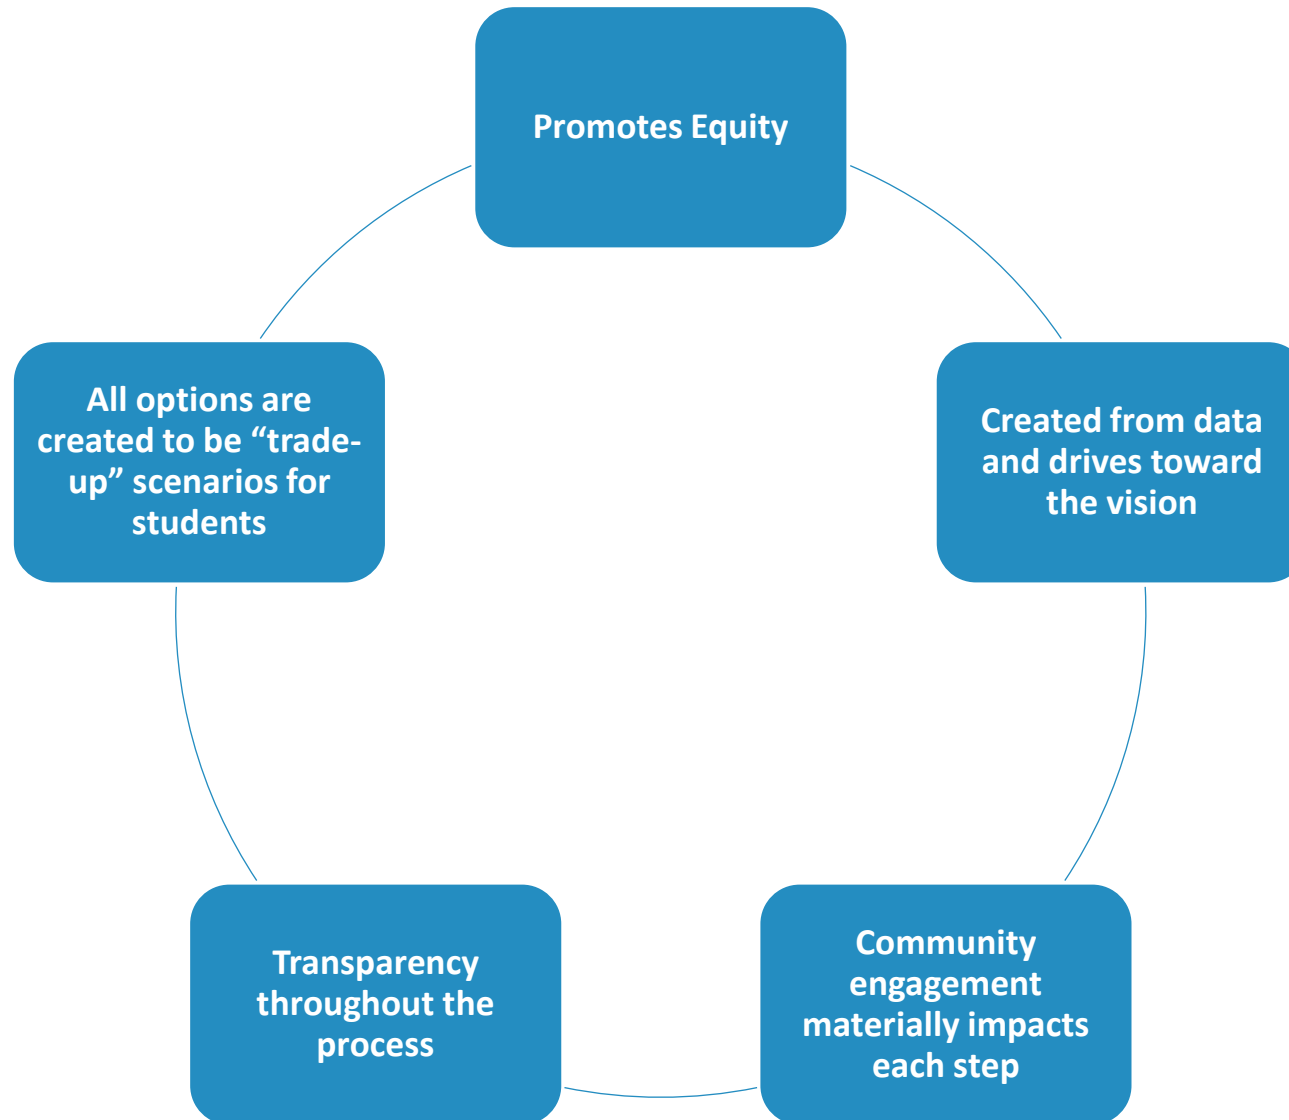 Promotes Equity
Created from data
and drives toward
the vision
Community
engagement
materially impacts
each step
Transparency
throughout the
process
All options are
created to be “trade-
up” scenarios for
students